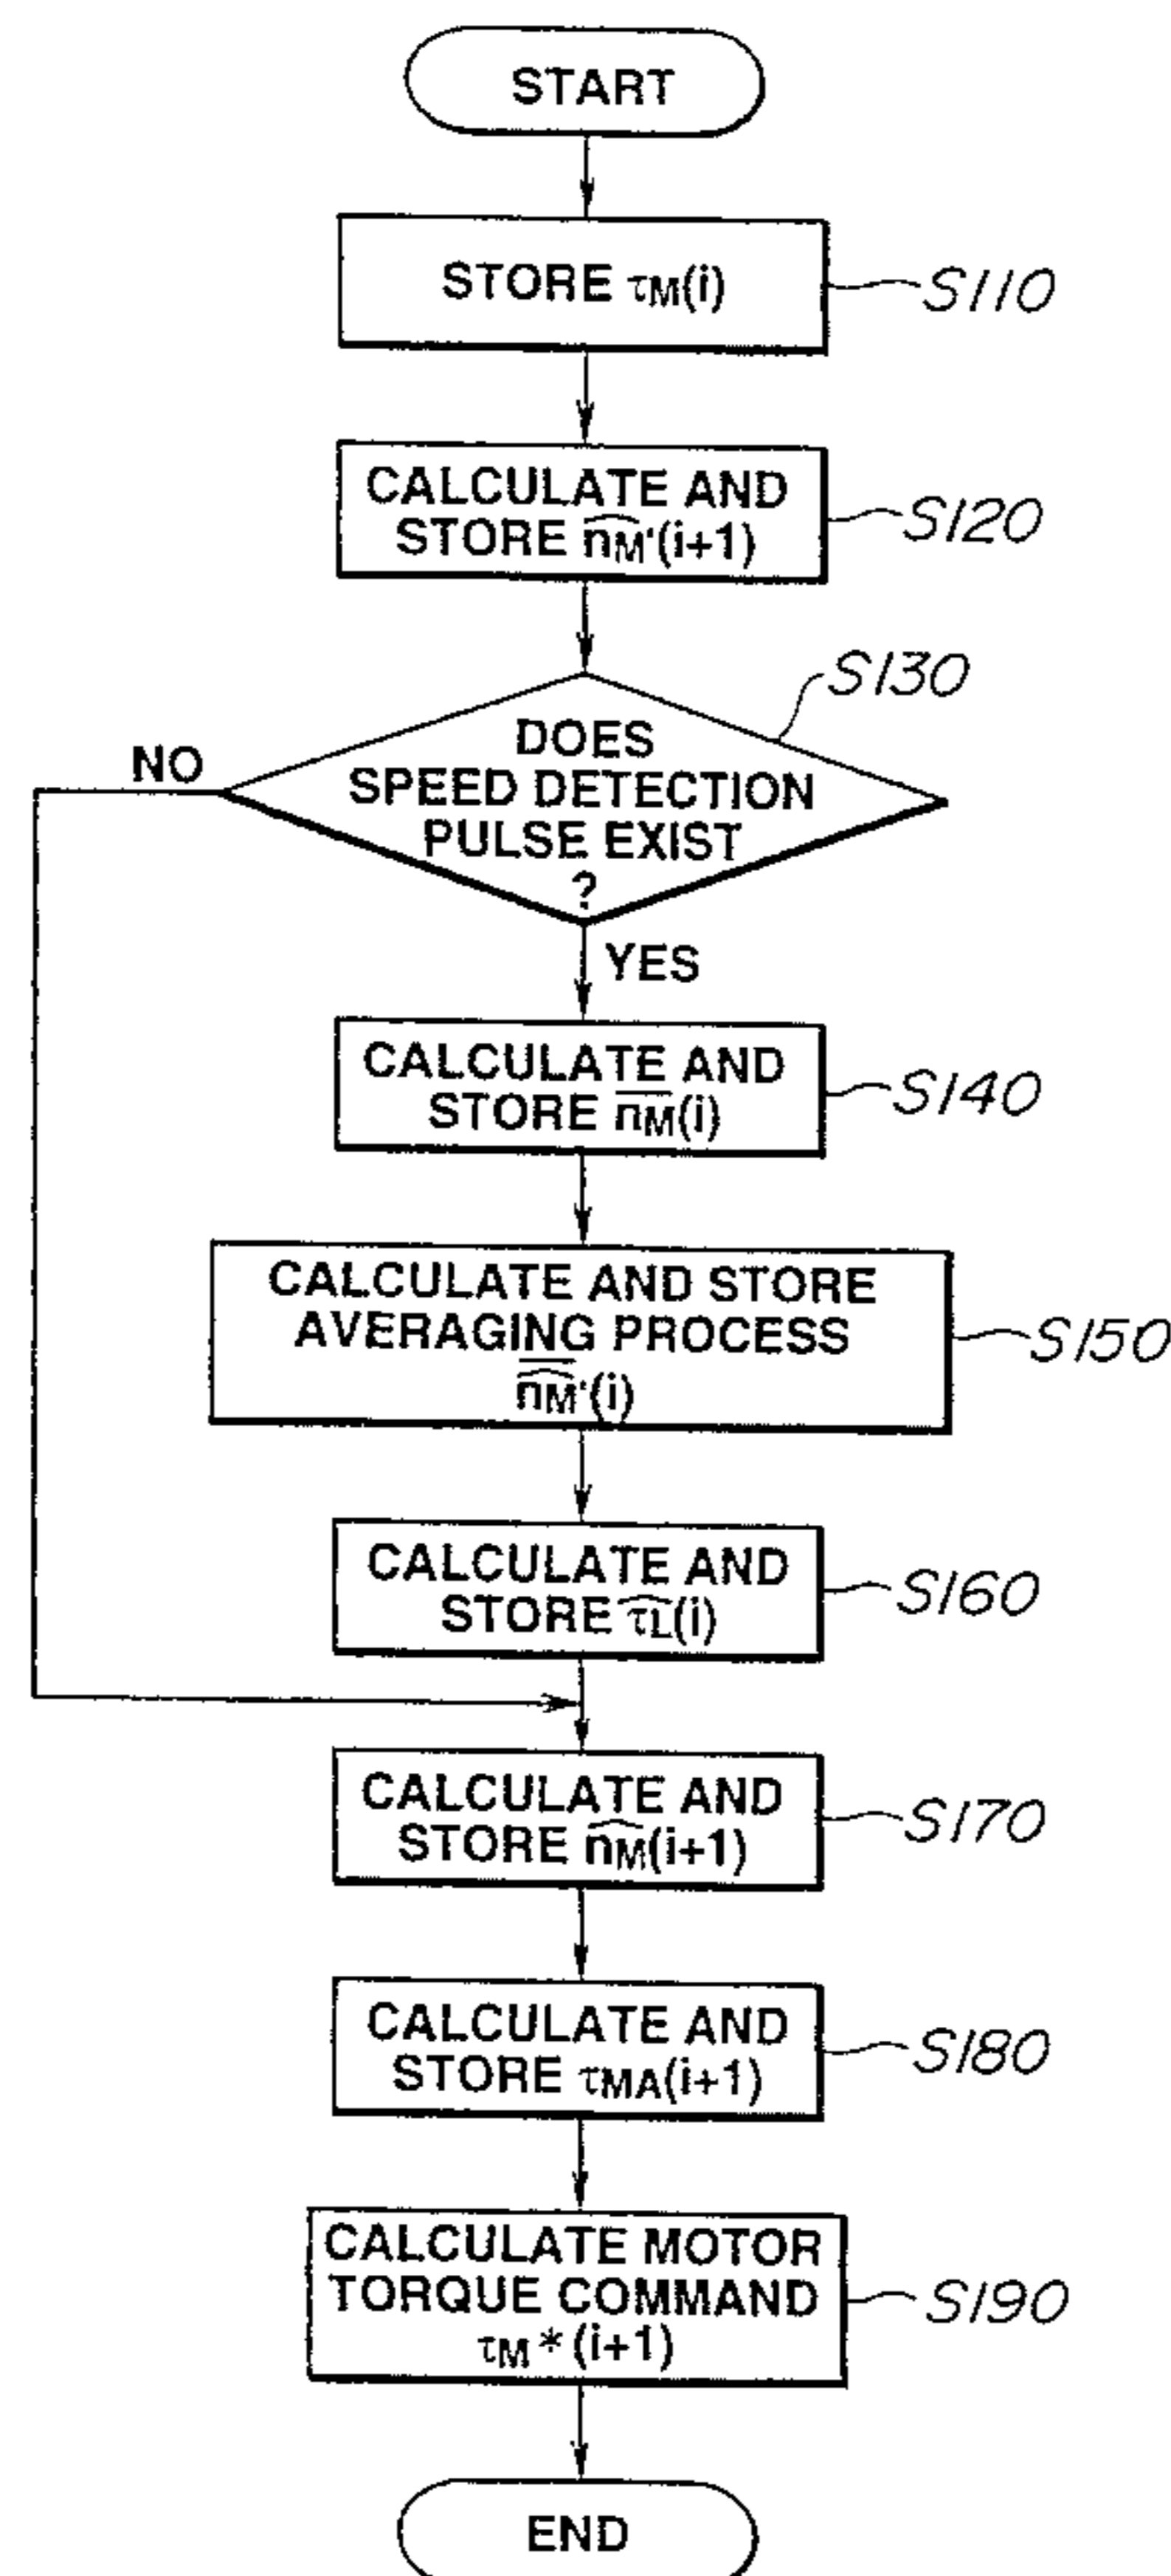 START
STORE τM(i)
S110
CALCULATE AND
STORE n̂M'(i+1)
S120
S130
DOES
SPEED DETECTION
PULSE EXIST
?
NO
YES
CALCULATE AND
STORE n̅M(i)
S140
CALCULATE AND STORE
AVERAGING PROCESS
n̂̅M'(i)
S150
CALCULATE AND
STORE τ̂L(i)
S160
CALCULATE AND
STORE n̂M(i+1)
S170
CALCULATE AND
STORE τMA(i+1)
S180
CALCULATE MOTOR
TORQUE COMMAND
τM*(i+1)
S190
END